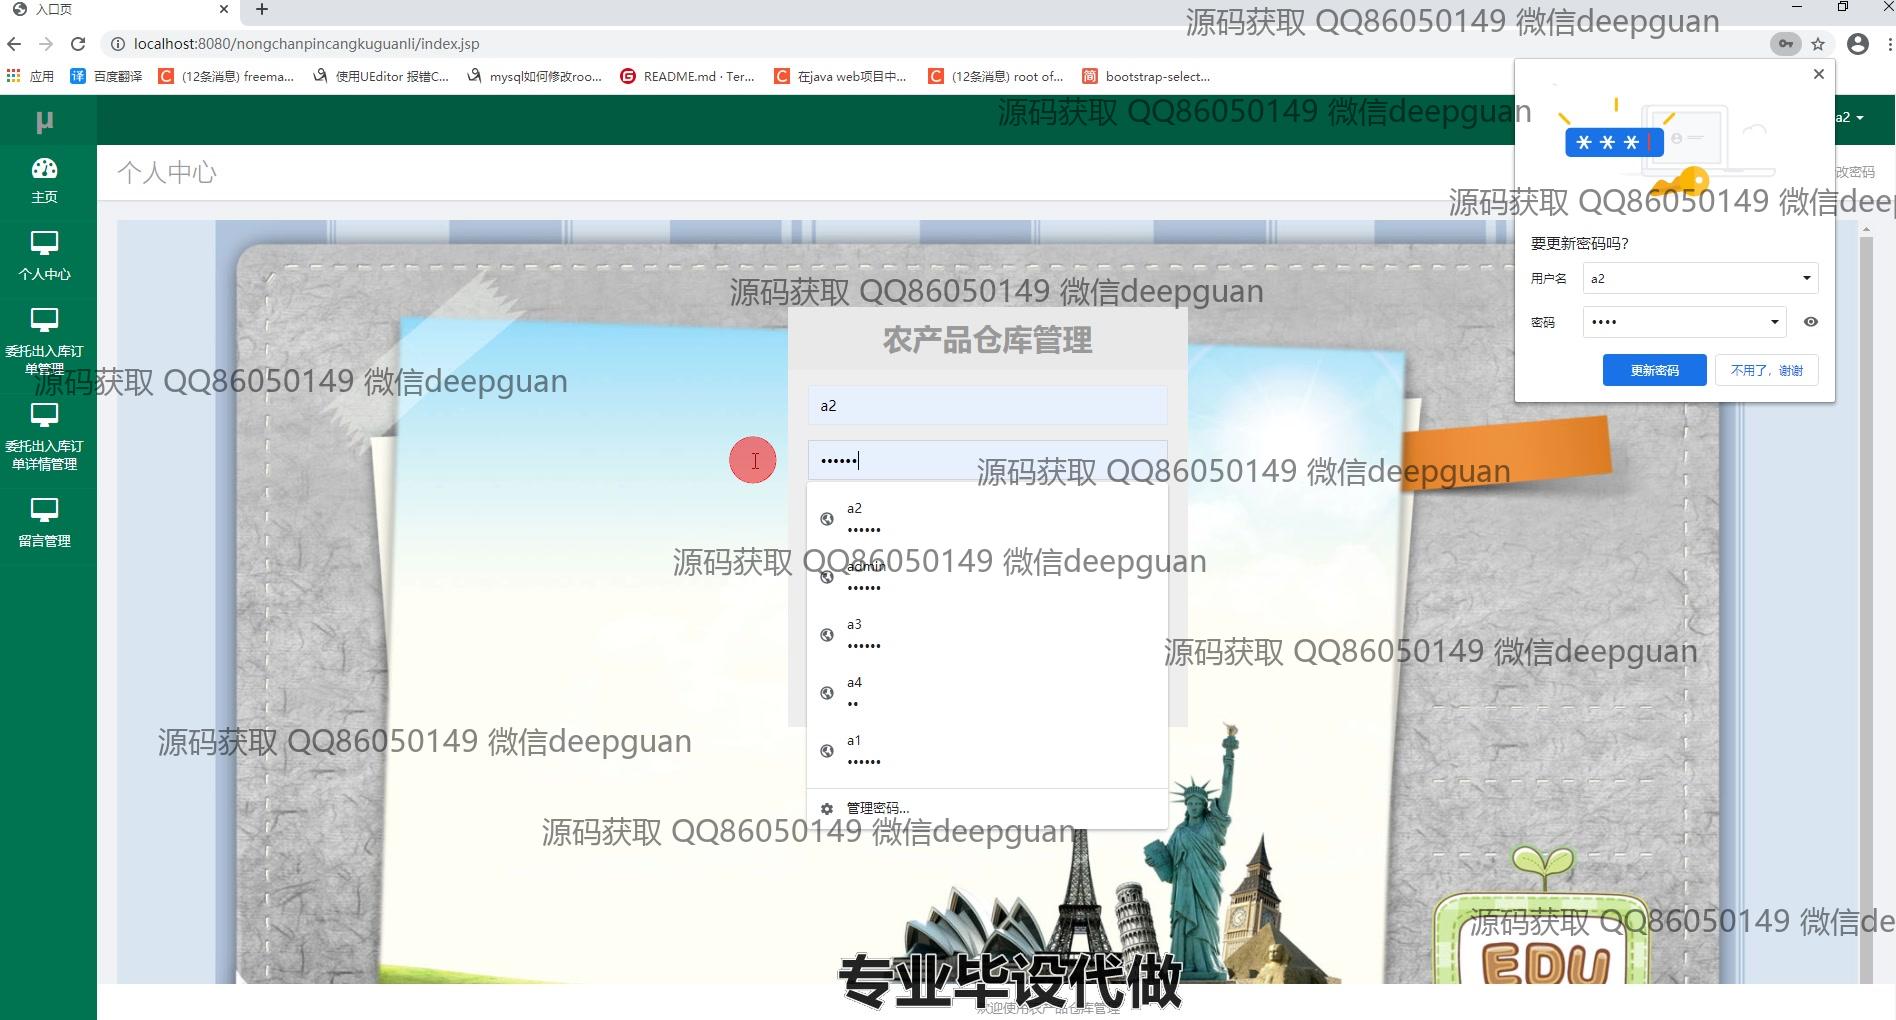 入口页
源码获取 QQ86050149 微信deepguan
localhost:8080/nongchanpincangkuguanli/index.jsp
应用
百度翻译
(12条消息) freema...
使用UEditor 报错C...
mysql如何修改roo...
README.md · Ter...
在java web项目中...
(12条消息) root of...
bootstrap-select...
μ
源码获取 QQ86050149 微信deepguan
a2
个人中心
改密码
主页
源码获取 QQ86050149 微信deep
要更新密码吗?
用户名
a2
密码
••••
更新密码
不用了，谢谢
个人中心
源码获取 QQ86050149 微信deepguan
农产品仓库管理
委托出入库订
单管理
源码获取 QQ86050149 微信deepguan
a2
••••••
委托出入库订
单详情管理
源码获取 QQ86050149 微信deepguan
a2
••••••
留言管理
源码获取 QQ86050149 微信deepguan
admin
••••••
a3
••••••
源码获取 QQ86050149 微信deepguan
a4
••
源码获取 QQ86050149 微信deepguan
a1
••••••
管理密码...
源码获取 QQ86050149 微信deepguan
源码获取 QQ86050149 微信de
EDU
专业毕设代做
欢迎使用农产品仓库管理